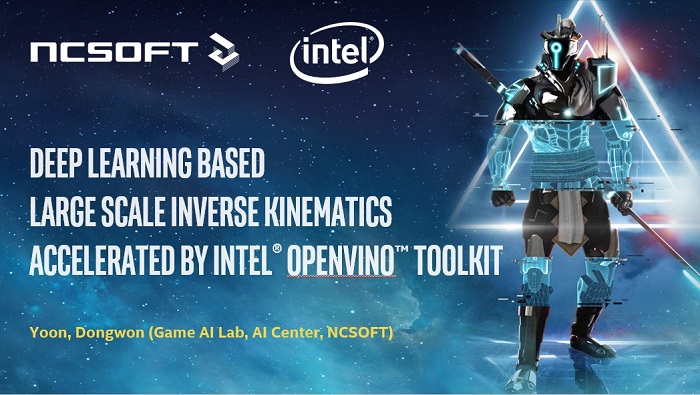 NCSOFT
intel
DEEP LEARNING BASED
LARGE SCALE INVERSE KINEMATICS
ACCELERATED BY INTEL® OPENVINO™ TOOLKIT
Yoon, Dongwon (Game AI Lab, AI Center, NCSOFT)